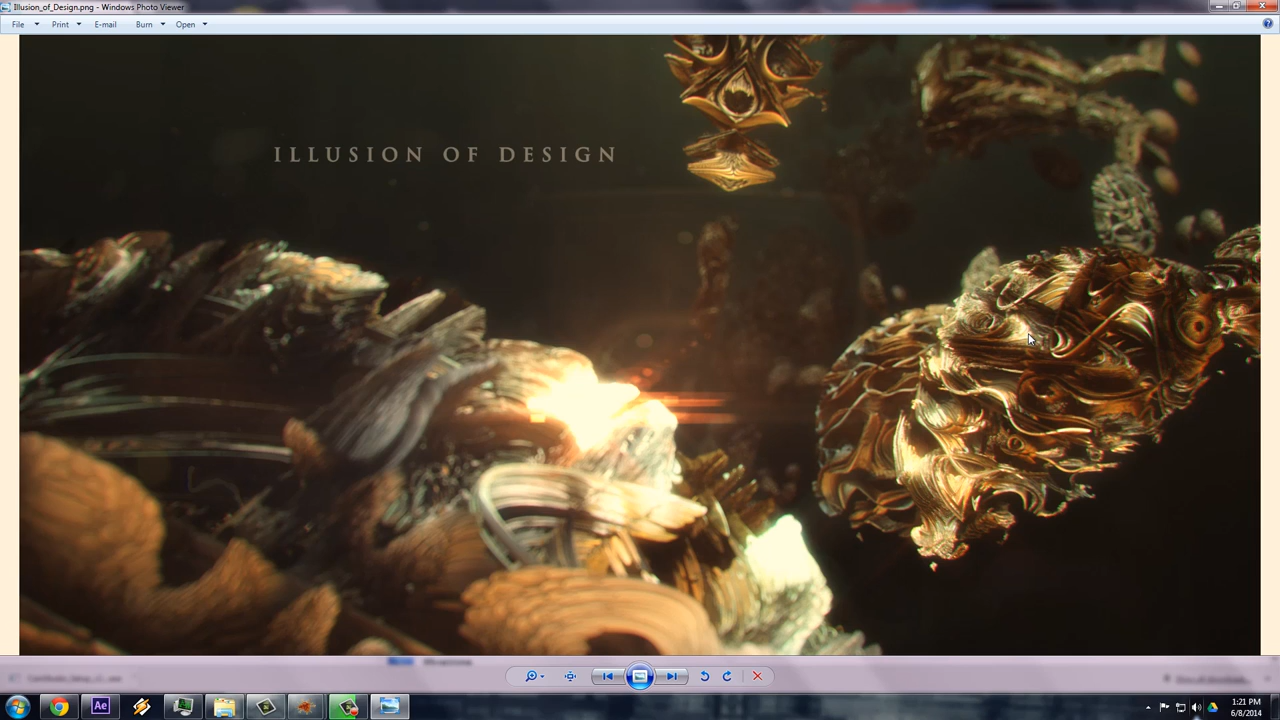 Illusion_of_Design.png - Windows Photo Viewer
File Print E-mail Burn Open
ILLUSION OF DESIGN
Ae
1:21 PM
6/8/2014